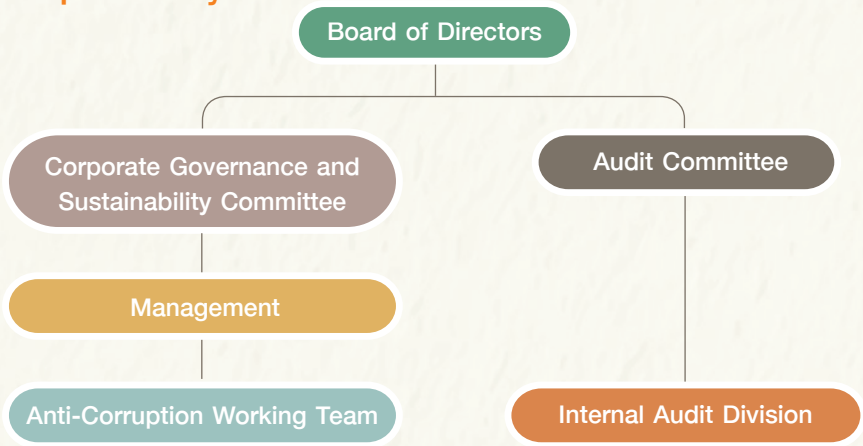 Board of Directors
Corporate Governance and
Sustainability Committee
Audit Committee
Management
Anti-Corruption Working Team
Internal Audit Division